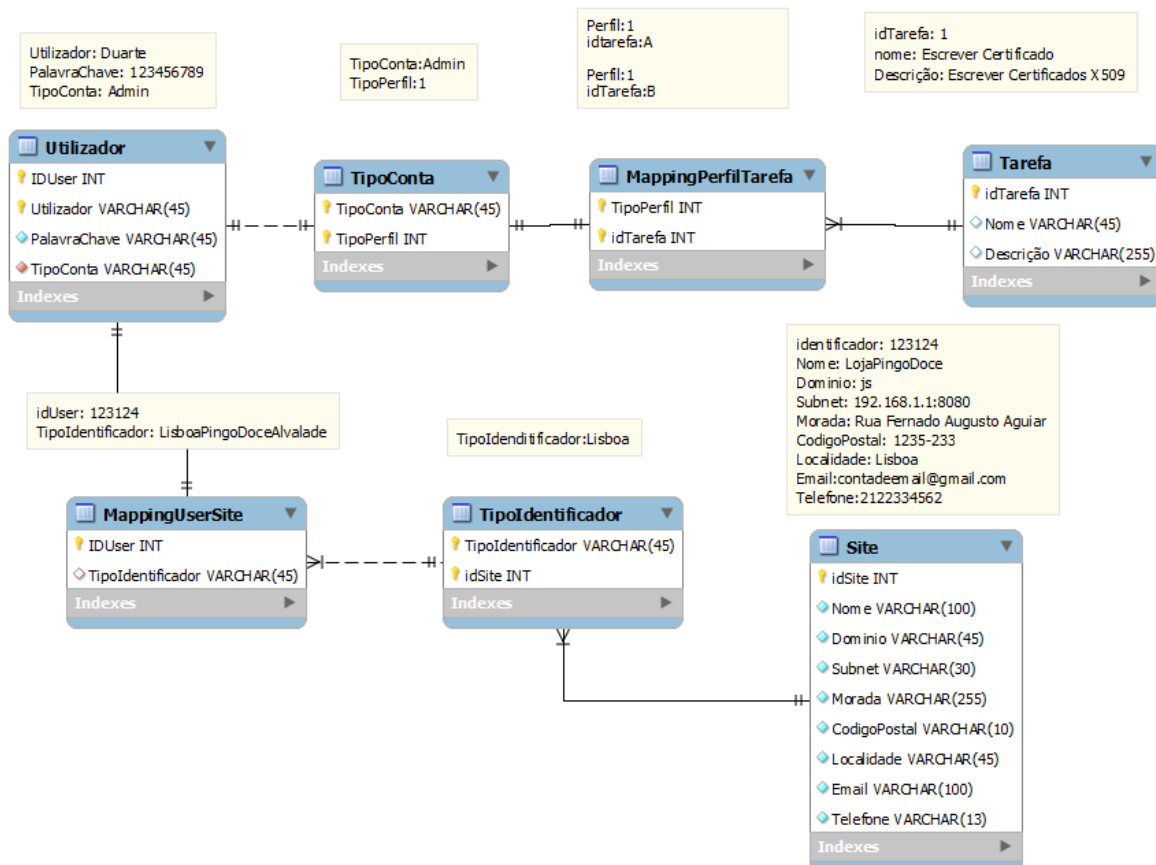 Utilizador: Duarte
PalavraChave: 123456789
TipoConta: Admin
TipoConta:Admin
TipoPerfil:1
Perfil:1
idtarefa:A
Perfil:1
idTarefa:B
idTarefa: 1
nome: Escrever Certificado
Descrição: Escrever Certificados X509
Utilizador
IDUser INT
Utilizador VARCHAR(45)
PalavraChave VARCHAR(45)
TipoConta VARCHAR(45)
Indexes
TipoConta
TipoConta VARCHAR(45)
TipoPerfil INT
Indexes
MappingPerfilTarefa
TipoPerfil INT
idTarefa INT
Indexes
Tarefa
idTarefa INT
Nome VARCHAR(45)
Descrição VARCHAR(255)
Indexes
idUser: 123124
TipoIdentificador: LisboaPingoDoceAlvalade
TipoIdenditificador:Lisboa
identificador: 123124
Nome: LojaPingoDoce
Dominio: js
Subnet: 192.168.1.1:8080
Morada: Rua Fernado Augusto Aguiar
CodigoPostal: 1235-233
Localidade: Lisboa
Email:contadeemail@gmail.com
Telefone:2122334562
MappingUserSite
IDUser INT
TipoIdentificador VARCHAR(45)
Indexes
TipoIdentificador
TipoIdentificador VARCHAR(45)
idSite INT
Indexes
Site
idSite INT
Nome VARCHAR(100)
Dominio VARCHAR(45)
Subnet VARCHAR(30)
Morada VARCHAR(255)
CodigoPostal VARCHAR(10)
Localidade VARCHAR(45)
Email VARCHAR(100)
Telefone VARCHAR(13)
Indexes